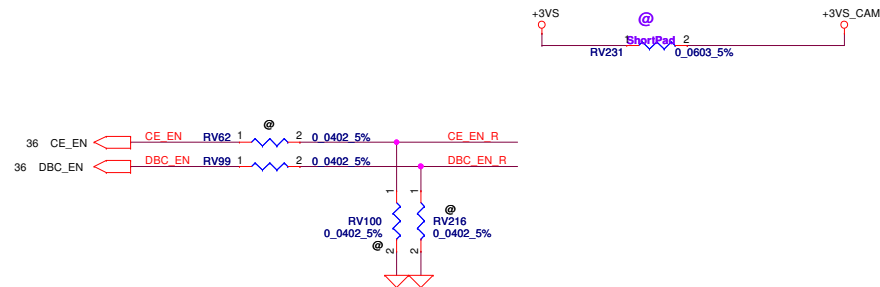 +3VS @ +3VS_CAM
1 ShortPad 2
RV231 0_0603_5%
@
36 CE_EN CE_EN RV62 1 2 0_0402_5% CE_EN_R
36 DBC_EN DBC_EN RV99 1 2 0_0402_5% DBC_EN_R
1 1
@
RV100 RV216
0_0402_5% 0_0402_5%
@
2 2